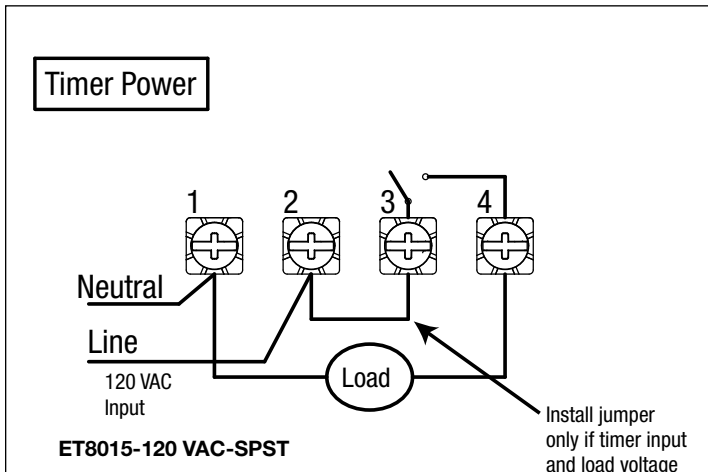 Timer Power
1 2 3 4
Neutral
Line
120 VAC
Input
Load
ET8015-120 VAC-SPST
Install jumper
only if timer input
and load voltage